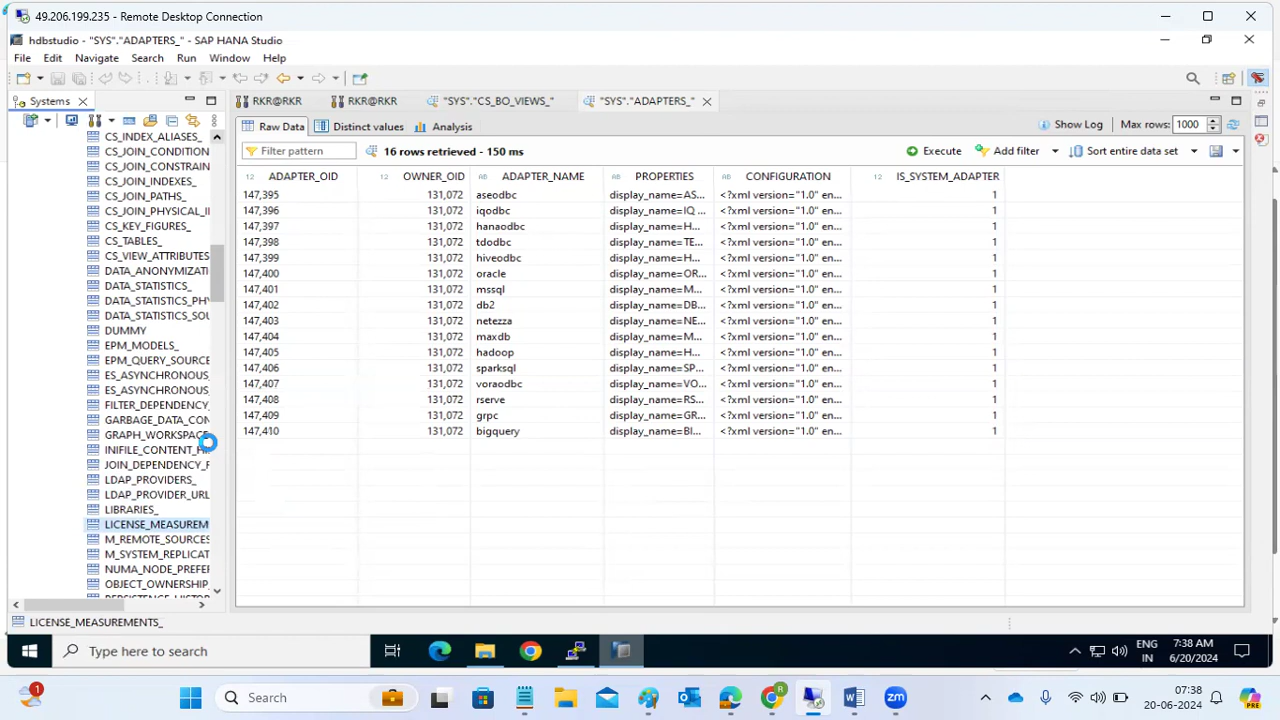 49.206.199.235 - Remote Desktop Connection
hdbstudio - "SYS"."ADAPTERS_" - SAP HANA Studio
File Edit Navigate Search Run Window Help
Systems
RKR@RKR RKR@RKR "SYS"."CS_BO_VIEWS_" "SYS"."ADAPTERS_"
Raw Data Distinct values Analysis Show Log Max rows: 1000
Filter pattern 16 rows retrieved - 150 ms Execute Add filter Sort entire data set
12 ADAPTER_OID 12 OWNER_OID AB ADAPTER_NAME AB PROPERTIES AB CONFIGURATION 12 IS_SYSTEM_ADAPTER
147,395 131,072 aseodbc display_name=AS... <?xml version="1.0" en... 1
147,396 131,072 iqodbc display_name=IQ ... <?xml version="1.0" en... 1
147,397 131,072 hanaodbc display_name=H... <?xml version="1.0" en... 1
147,398 131,072 tdodbc display_name=TE... <?xml version="1.0" en... 1
147,399 131,072 hiveodbc display_name=H... <?xml version="1.0" en... 1
147,400 131,072 oracle display_name=OR... <?xml version="1.0" en... 1
147,401 131,072 mssql display_name=M... <?xml version="1.0" en... 1
147,402 131,072 db2 display_name=DB... <?xml version="1.0" en... 1
147,403 131,072 netezza display_name=NE... <?xml version="1.0" en... 1
147,404 131,072 maxdb display_name=M... <?xml version="1.0" en... 1
147,405 131,072 hadoop display_name=H... <?xml version="1.0" en... 1
147,406 131,072 sparksql display_name=SP... <?xml version="1.0" en... 1
147,407 131,072 voraodbc display_name=VO... <?xml version="1.0" en... 1
147,408 131,072 rserve display_name=RS... <?xml version="1.0" en... 1
147,409 131,072 grpc display_name=GR... <?xml version="1.0" en... 1
147,410 131,072 bigquery display_name=BI... <?xml version="1.0" en... 1
CS_INDEX_ALIASES_
CS_JOIN_CONDITION
CS_JOIN_CONSTRAIN
CS_JOIN_INDEXES_
CS_JOIN_PATHS_
CS_JOIN_PHYSICAL_I
CS_KEY_FIGURES_
CS_TABLES_
CS_VIEW_ATTRIBUTES
DATA_ANONYMIZATI
DATA_STATISTICS_
DATA_STATISTICS_PH
DATA_STATISTICS_SOU
DUMMY
EPM_MODELS_
EPM_QUERY_SOURCE
ES_ASYNCHRONOUS_
ES_ASYNCHRONOUS_
FILTER_DEPENDENCY_
GARBAGE_DATA_CON
GRAPH_WORKSPACE
INIFILE_CONTENT_HI
JOIN_DEPENDENCY_F
LDAP_PROVIDERS_
LDAP_PROVIDER_URL
LIBRARIES_
LICENSE_MEASUREM
M_REMOTE_SOURCES
M_SYSTEM_REPLICAT
NUMA_NODE_PREFE
OBJECT_OWNERSHIP_
LICENSE_MEASUREMENTS_
Type here to search
ENG
IN
7:38 AM
6/20/2024
1
Search
07:38
20-06-2024
PRE